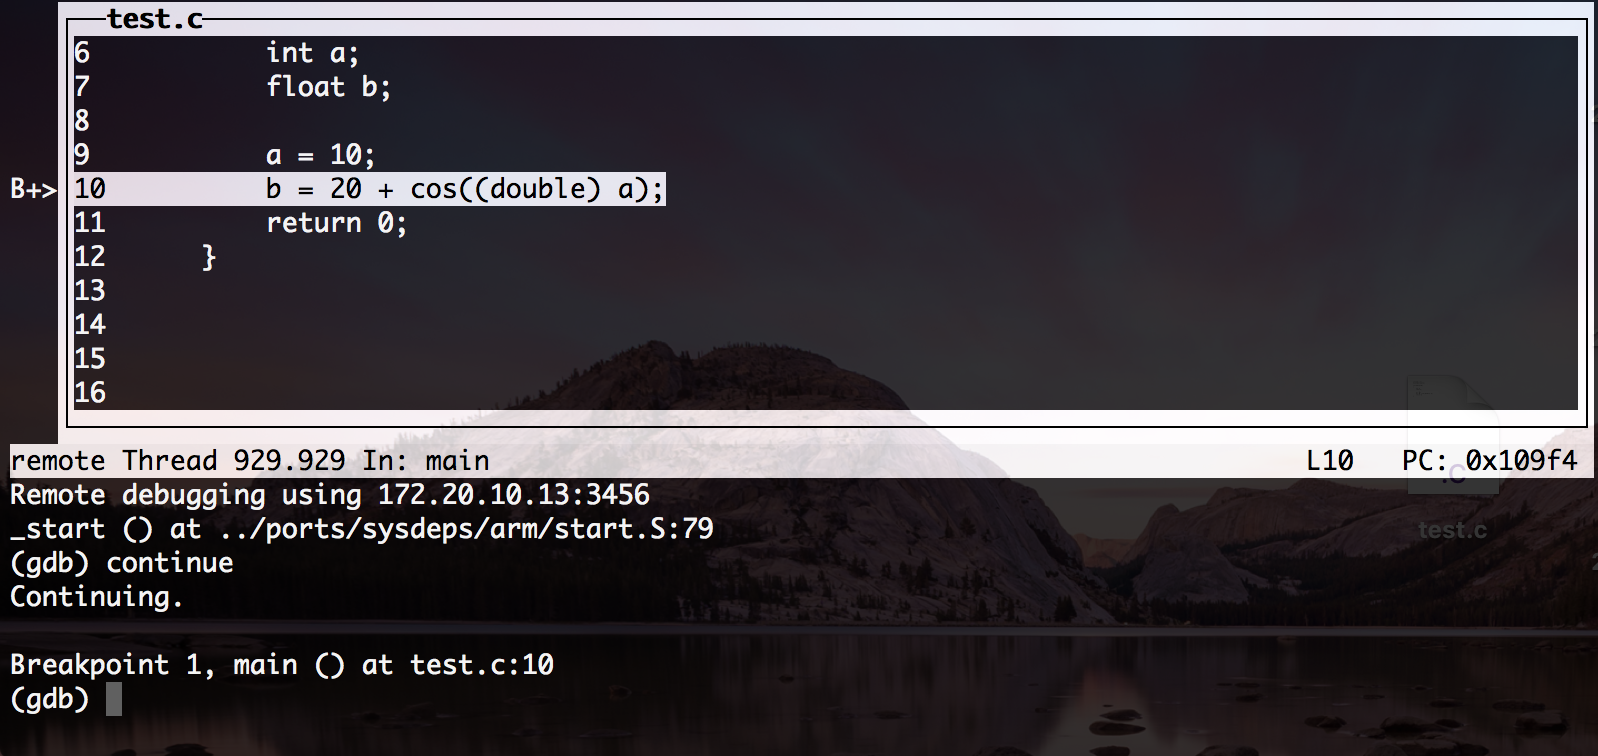 test.c
6 int a;
7 float b;
8
9 a = 10;
B+> 10 b = 20 + cos((double) a);
11 return 0;
12 }
13
14
15
16
remote Thread 929.929 In: main L10 PC: 0x109f4
Remote debugging using 172.20.10.13:3456
_start () at ../ports/sysdeps/arm/start.S:79
(gdb) continue
Continuing.
Breakpoint 1, main () at test.c:10
(gdb)
.C
test.c